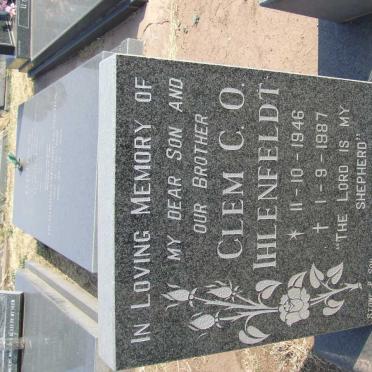 IN LOVING MEMORY OF
MY DEAR SON AND
OUR BROTHER
CLEM C. O.
IHLENFELDT
* 11-10-1946
† 1-9-1987
"THE LORD IS MY
SHEPHERD"